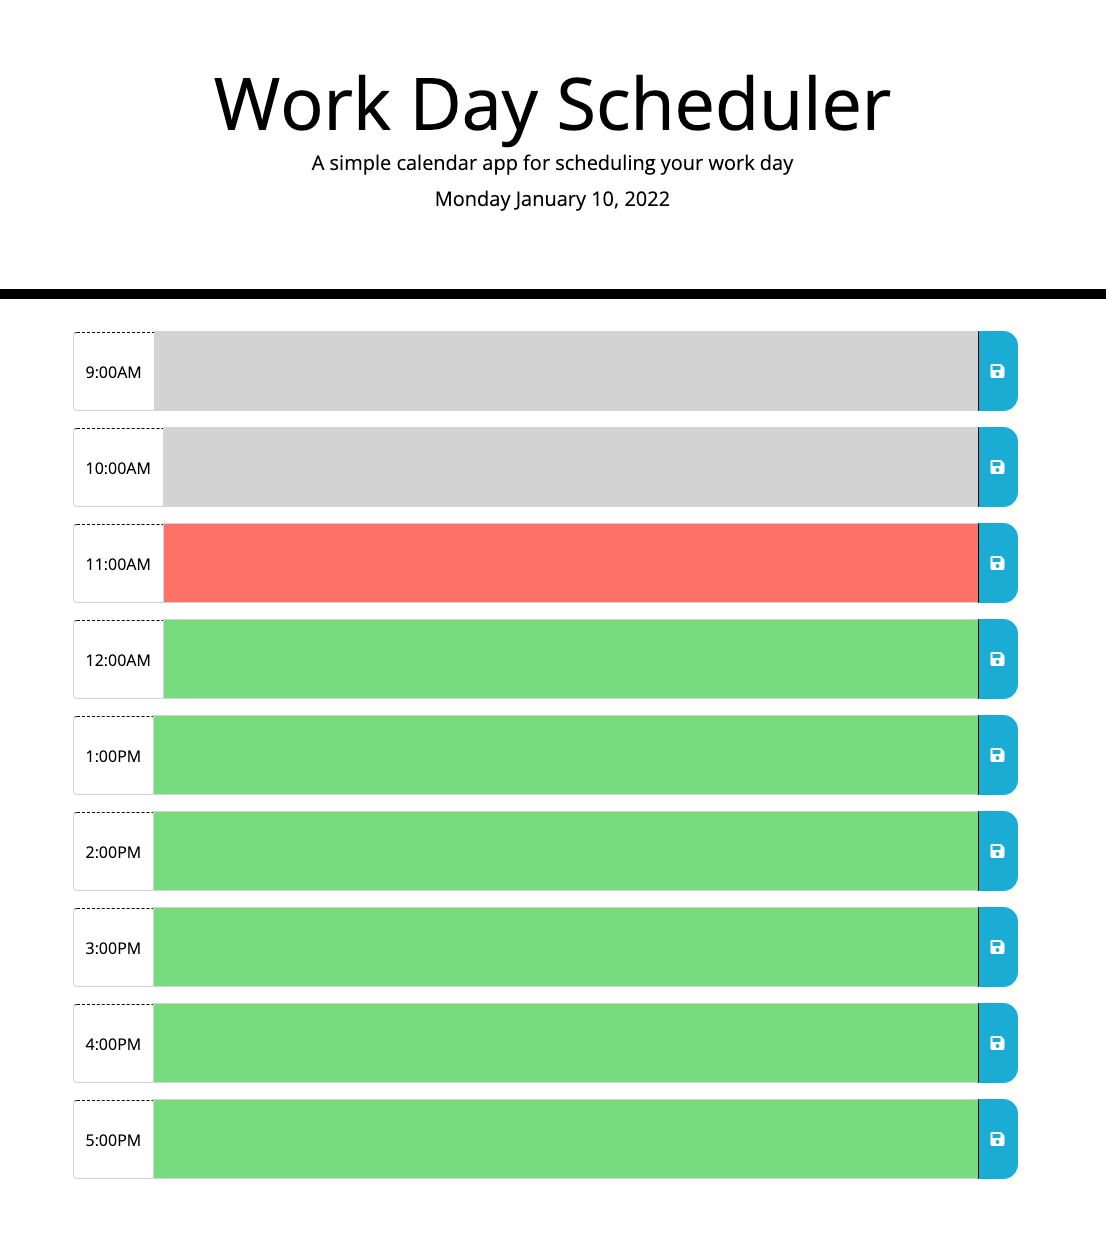 Work Day Scheduler
A simple calendar app for scheduling your work day
Monday January 10, 2022
9:00AM
10:00AM
11:00AM
12:00AM
1:00PM
2:00PM
3:00PM
4:00PM
5:00PM